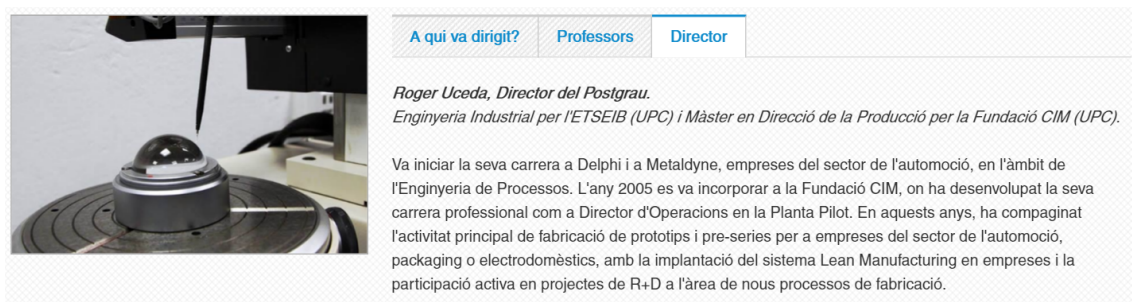 A qui va dirigit?
Professors
Director
Roger Uceda, Director del Postgrau.
Enginyeria Industrial per l'ETSEIB (UPC) i Màster en Direcció de la Producció per la Fundació CIM (UPC).
Va iniciar la seva carrera a Delphi i a Metaldyne, empreses del sector de l'automoció, en l'àmbit de
l'Enginyeria de Processos. L'any 2005 es va incorporar a la Fundació CIM, on ha desenvolupat la seva
carrera professional com a Director d'Operacions en la Planta Pilot. En aquests anys, ha compaginat
l'activitat principal de fabricació de prototips i pre-series per a empreses del sector de l'automoció,
packaging o electrodomèstics, amb la implantació del sistema Lean Manufacturing en empreses i la
participació activa en projectes de R+D a l'àrea de nous processos de fabricació.